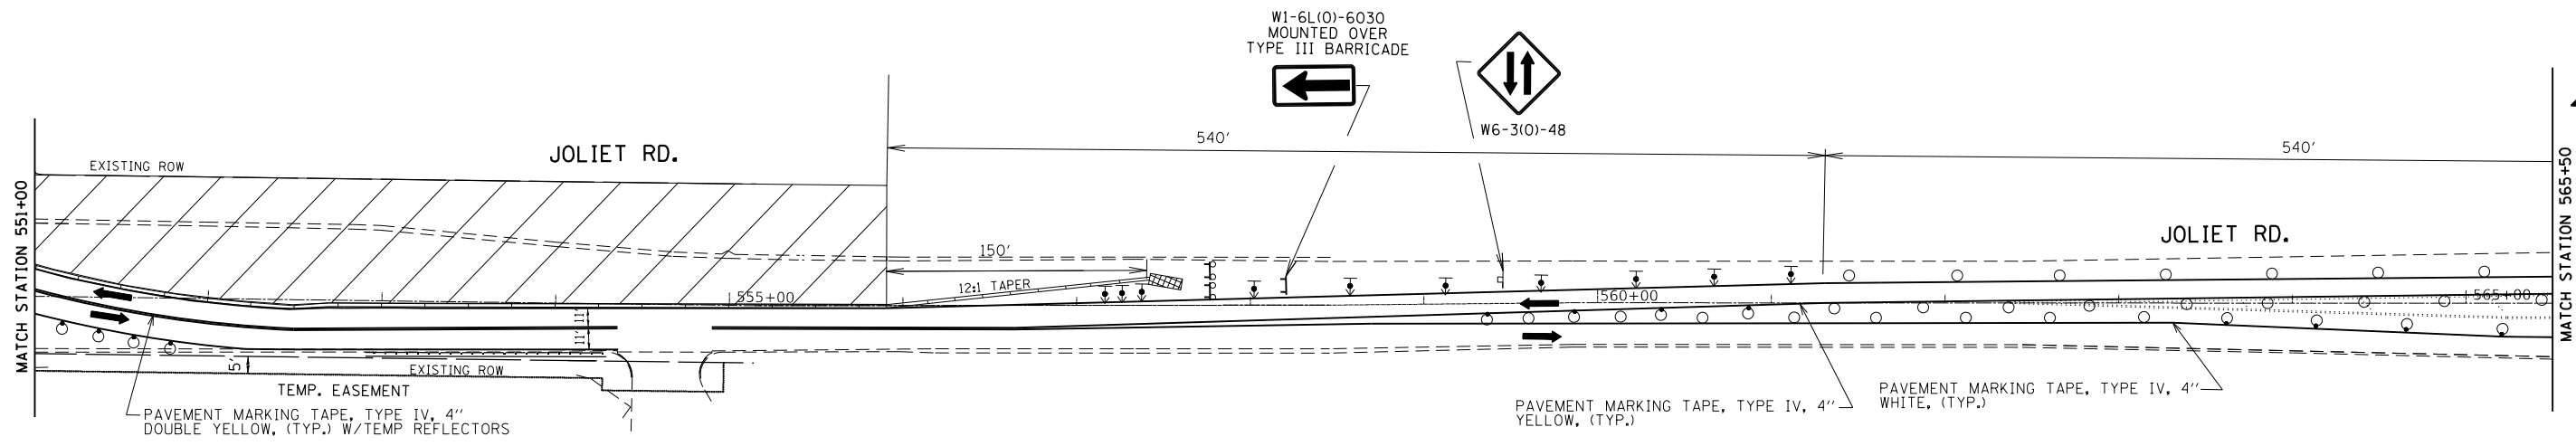 W1-6L(O)-6030
MOUNTED OVER
TYPE III BARRICADE
W6-3(O)-48
540'
540'
JOLIET RD.
EXISTING ROW
MATCH STATION 551+00
MATCH STATION 565+50
JOLIET RD.
150'
12:1 TAPER
555+00
560+00
565+00
11'
11'
5'
EXISTING ROW
TEMP. EASEMENT
PAVEMENT MARKING TAPE, TYPE IV, 4''
DOUBLE YELLOW, (TYP.) W/TEMP REFLECTORS
PAVEMENT MARKING TAPE, TYPE IV, 4''
YELLOW, (TYP.)
PAVEMENT MARKING TAPE, TYPE IV, 4''
WHITE, (TYP.)